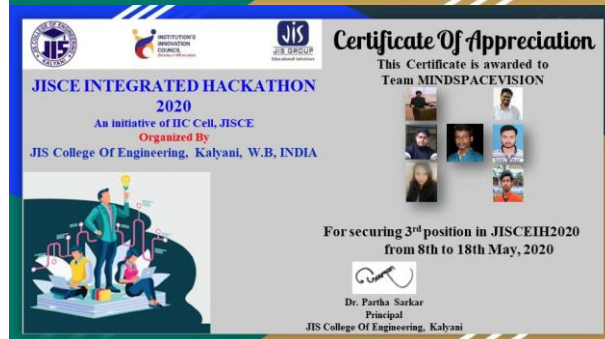 JIS COLLEGE OF ENGINEERING
JIS
KALYANI
INSTITUTION'S
INNOVATION
COUNCIL
JIS
JIS GROUP
Educational Initiatives
JISCE INTEGRATED HACKATHON
2020
An initiative of IIC Cell, JISCE
Organized By
JIS College Of Engineering, Kalyani, W.B, INDIA
Certificate Of Appreciation
This Certificate is awarded to
Team MINDSPACEVISION
For securing 3rd position in JISCEIH2020
from 8th to 18th May, 2020
Dr. Partha Sarkar
Principal
JIS College Of Engineering, Kalyani